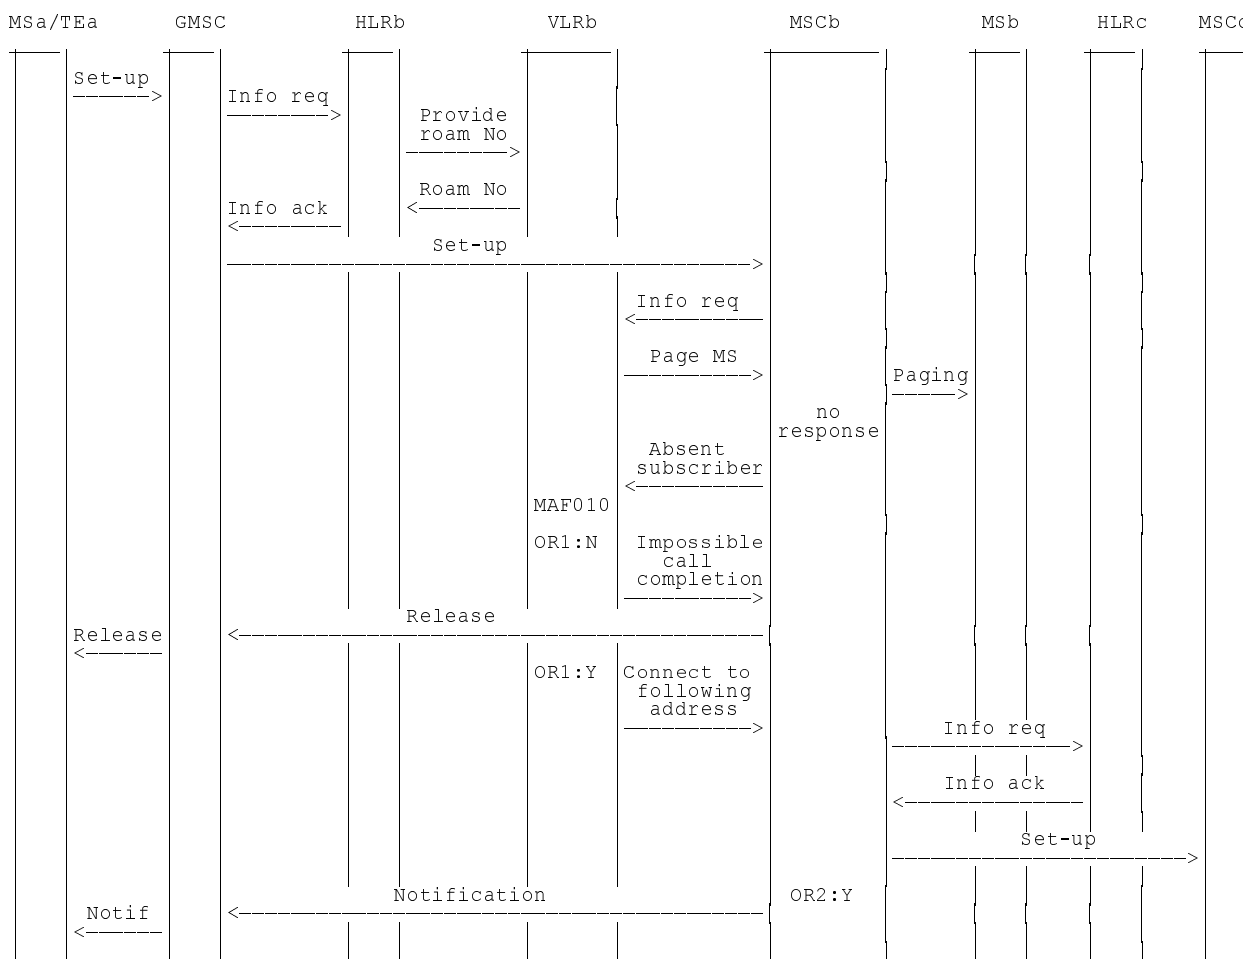 MSa/TEa GMSC HLRb VLRb MSCb MSb HLRc MSCc
Set-up
Info req
Provide
roam No
Roam No
Info ack
Set-up
Info req
Page MS
Paging
no
response
Absent
subscriber
MAF010
OR1:N Impossible
call
completion
Release
Release
OR1:Y Connect to
following
address
Info req
Info ack
Set-up
Notification OR2:Y
Notif